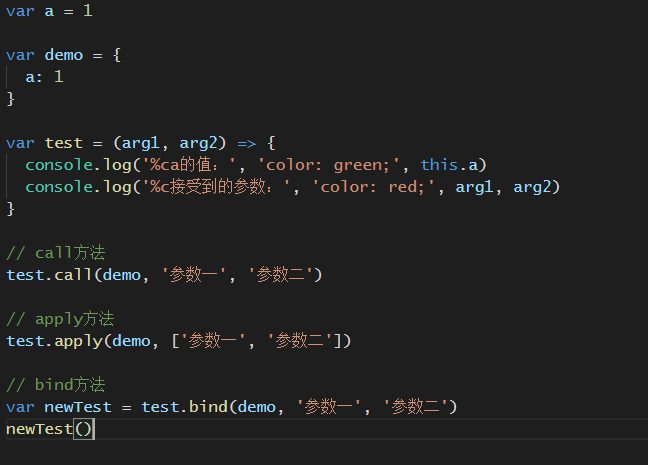 var a = 1
var demo = {
a: 1
}
var test = (arg1, arg2) => {
console.log('%ca的值：', 'color: green;', this.a)
console.log('%c接受到的参数：', 'color: red;', arg1, arg2)
}
// call方法
test.call(demo, '参数一', '参数二')
// apply方法
test.apply(demo, ['参数一', '参数二'])
// bind方法
var newTest = test.bind(demo, '参数一', '参数二')
newTest()